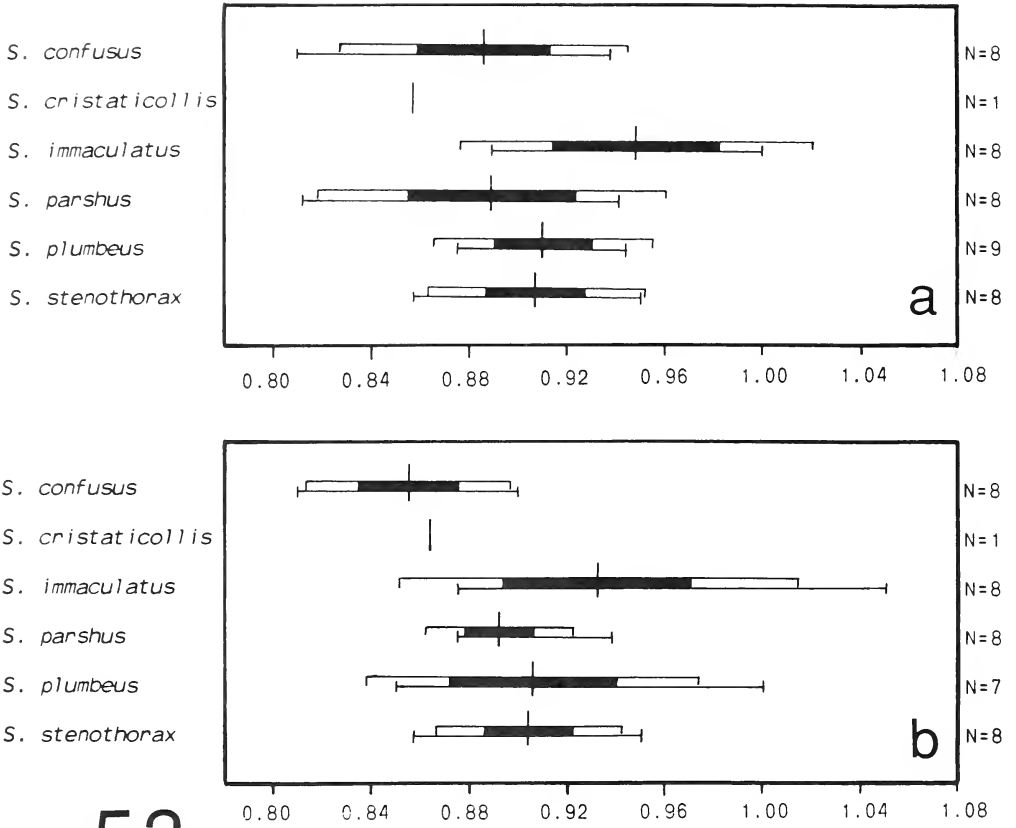 S. confusus N=8
S. cristaticollis N=1
S. immaculatus N=8
S. parshus N=8
S. plumbeus N=9
S. stenothorax N=8
a
0.80 0.84 0.88 0.92 0.96 1.00 1.04 1.08
S. confusus N=8
S. cristaticollis N=1
S. immaculatus N=8
S. parshus N=8
S. plumbeus N=7
S. stenothorax N=8
b
0.80 0.84 0.88 0.92 0.96 1.00 1.04 1.08